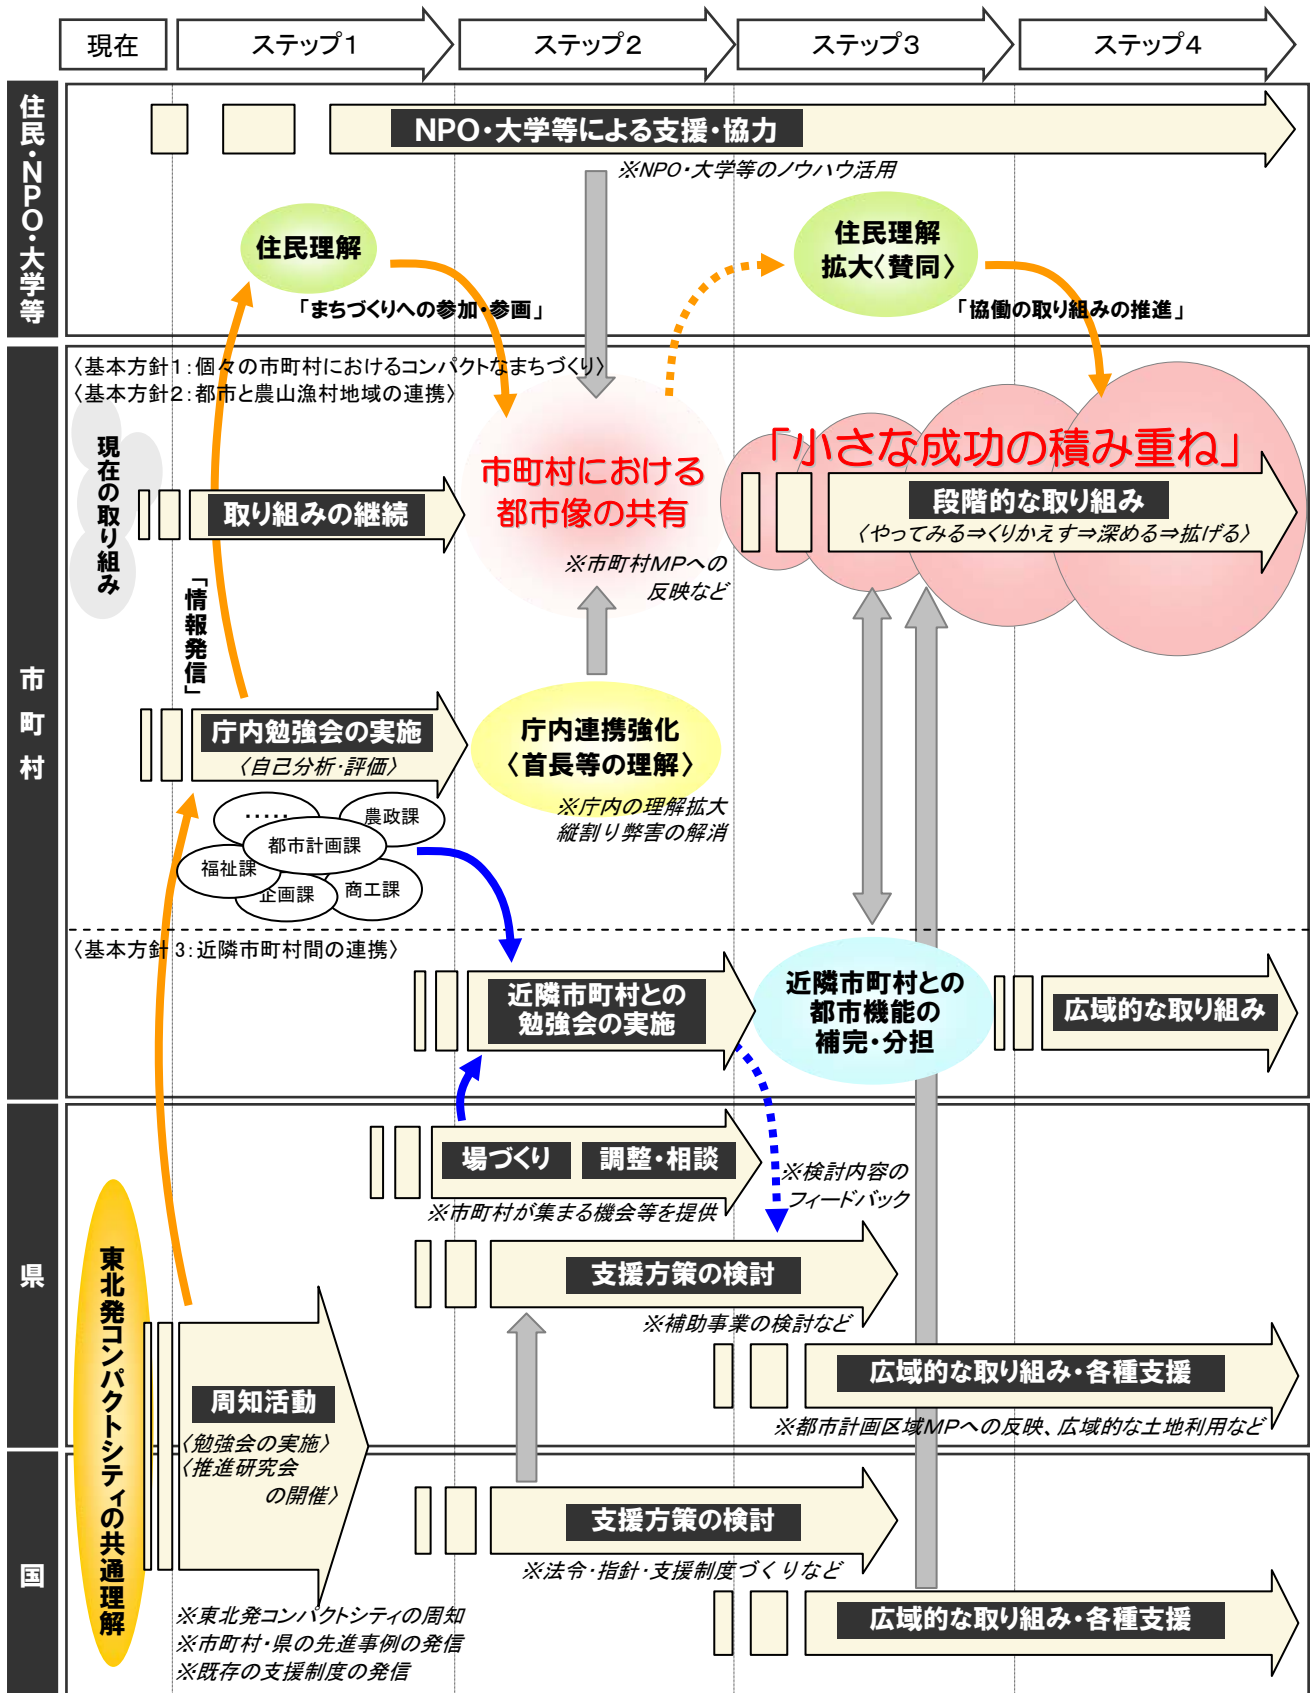 現在
ステップ1
ステップ2
ステップ3
ステップ4
住民・NPO・大学等
NPO・大学等による支援・協力
※NPO・大学等のノウハウ活用
住民理解
住民理解
拡大〈賛同〉
「まちづくりへの参加・参画」
「協働の取り組みの推進」
市町村
〈基本方針1:個々の市町村におけるコンパクトなまちづくり〉
〈基本方針2:都市と農山漁村地域の連携〉
現在の取り組み
取り組みの継続
市町村における
都市像の共有
※市町村MPへの
反映など
「小さな成功の積み重ね」
段階的な取り組み
〈やってみる⇒くりかえす⇒深める⇒拡げる〉
「情報発信」
庁内勉強会の実施
〈自己分析・評価〉
庁内連携強化
〈首長等の理解〉
※庁内の理解拡大
縦割り弊害の解消
・・・・・
農政課
都市計画課
福祉課
企画課
商工課
〈基本方針3:近隣市町村間の連携〉
近隣市町村との
勉強会の実施
近隣市町村との
都市機能の
補完・分担
広域的な取り組み
県
場づくり
調整・相談
※市町村が集まる機会等を提供
※検討内容の
フィードバック
支援方策の検討
※補助事業の検討など
東北発コンパクトシティの共通理解
広域的な取り組み・各種支援
※都市計画区域MPへの反映、広域的な土地利用など
周知活動
〈勉強会の実施〉
〈推進研究会
の開催〉
国
支援方策の検討
※法令・指針・支援制度づくりなど
広域的な取り組み・各種支援
※東北発コンパクトシティの周知
※市町村・県の先進事例の発信
※既存の支援制度の発信